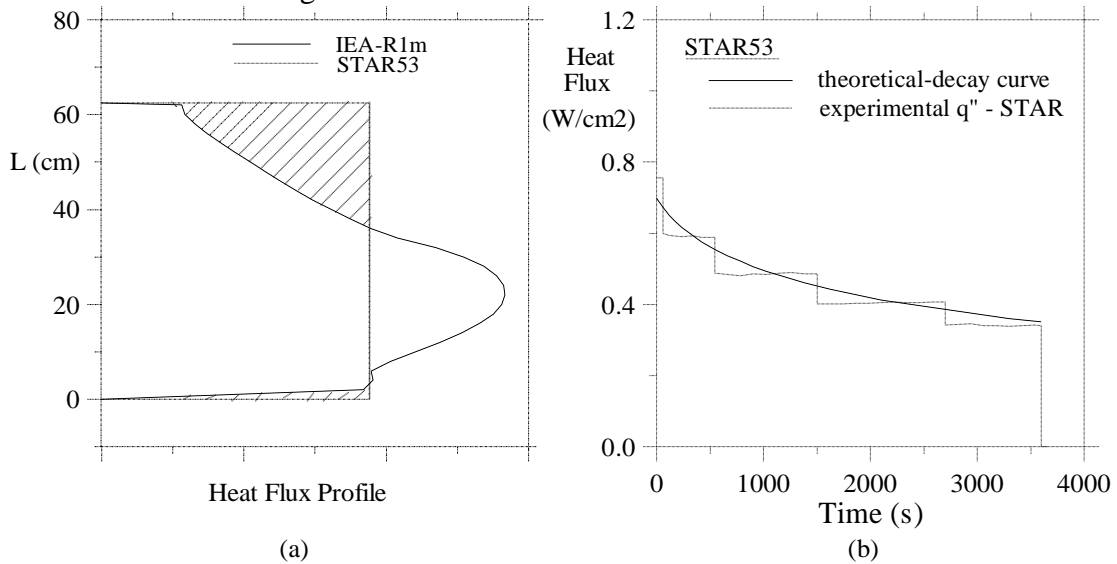 80
60
L (cm)
40
20
0
IEA-R1m
STAR53
Heat Flux Profile
(a)
1.2
Heat
Flux
(W/cm2)
0.8
0.4
0.0
STAR53
theoretical-decay curve
experimental q" - STAR
0 1000 2000 3000 4000
Time (s)
(b)